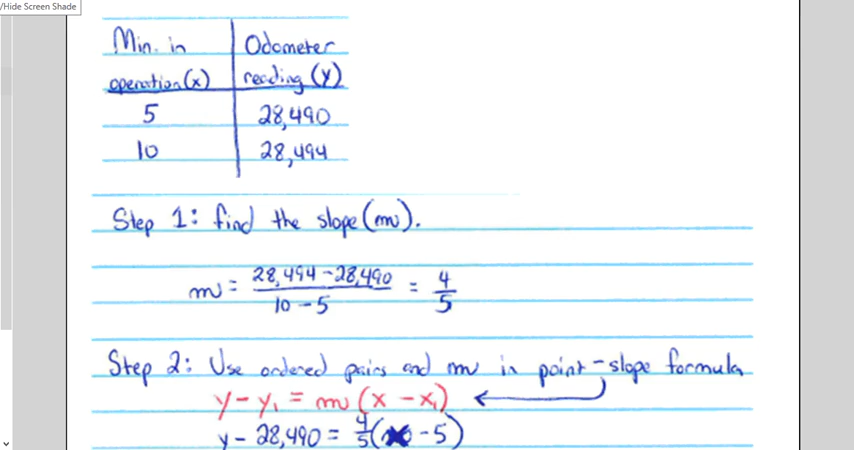 /Hide Screen Shade
Min. in Odometer
operation(x) reading (y)
5 28,490
10 28,494
Step 1: find the slope (m).
m = 28,494 - 28,490 / 10 - 5 = 4/5
Step 2: Use ordered pairs and m in point-slope formula
y - y₁ = m (x - x₁)
y - 28,490 = 4/5 (x - 5)